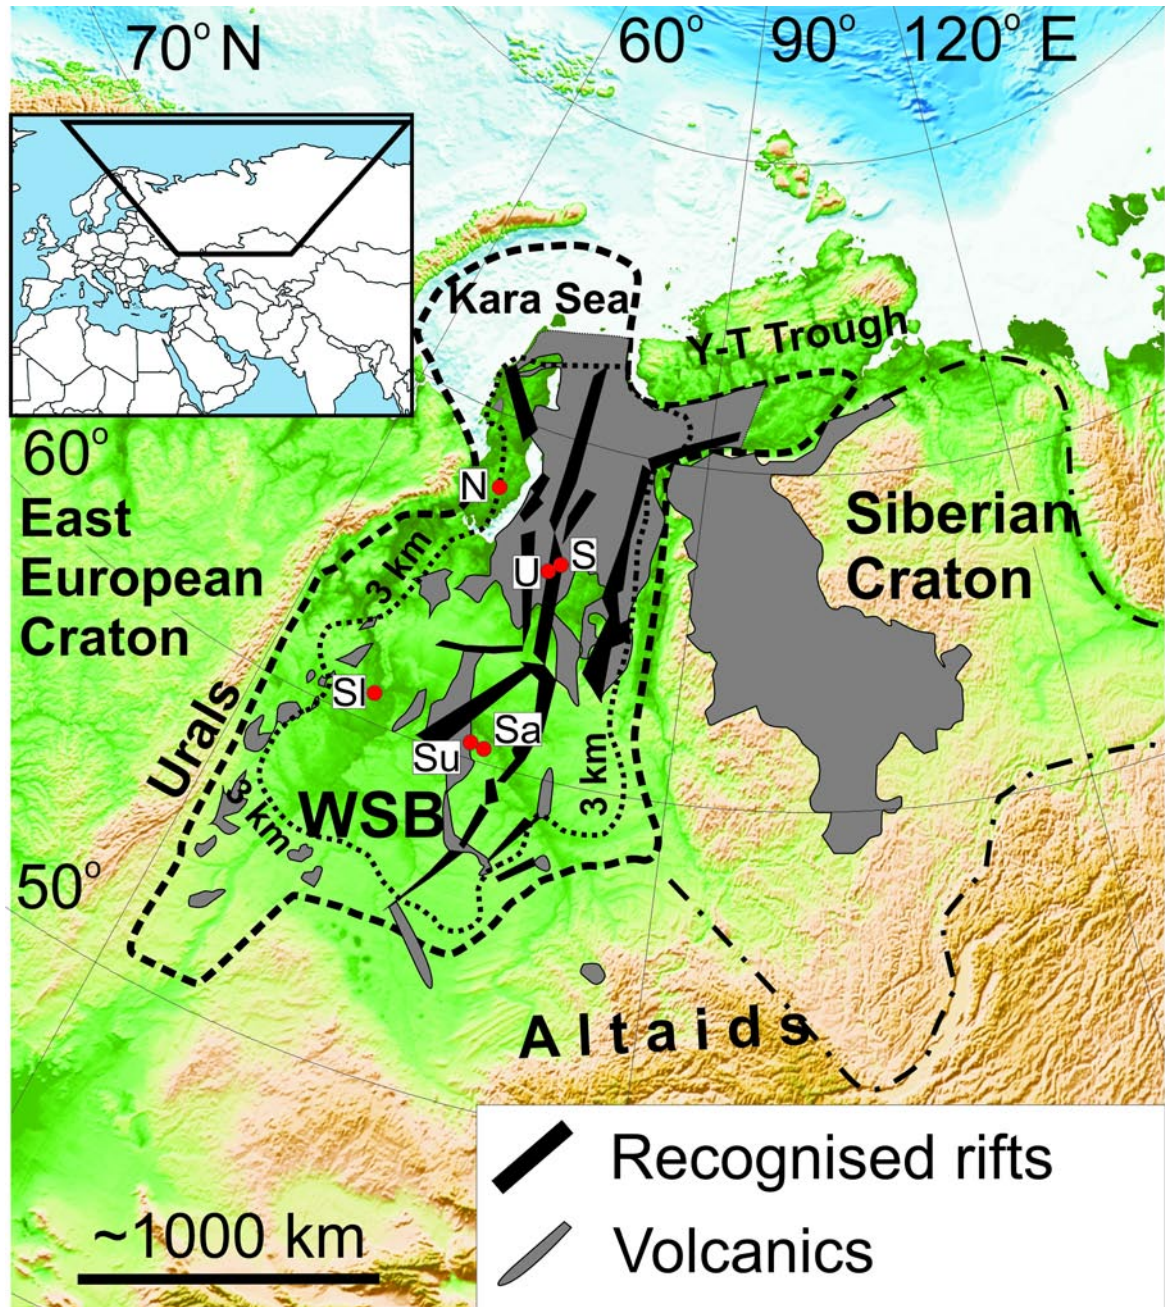 70° N
60°
90°
120° E
Kara Sea
Y-T Trough
60°
East
European
Craton
N
3 km
U
S
Siberian
Craton
Sl
Urals
Su
Sa
3 km
3 km
WSB
50°
Altaids
Recognised rifts
~1000 km
Volcanics